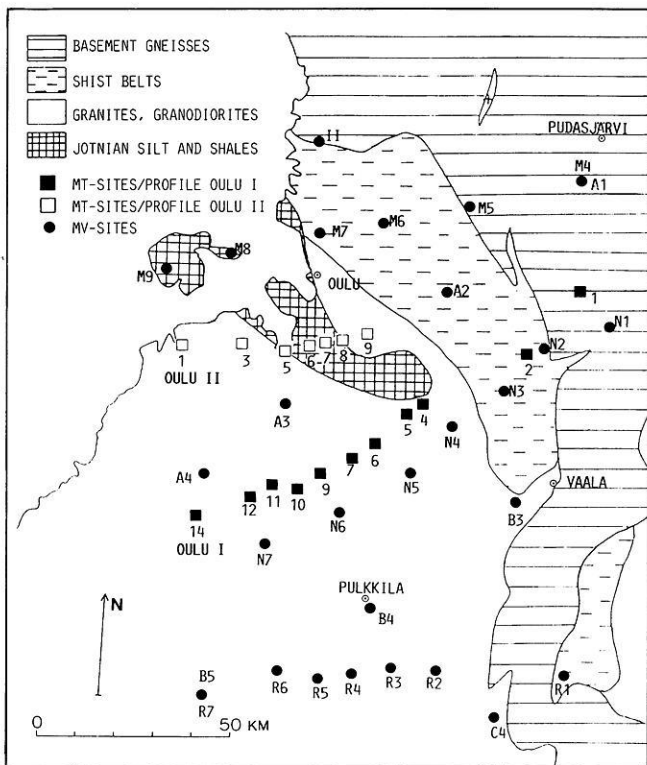 BASEMENT GNEISSES
SHIST BELTS
GRANITES, GRANODIORITES
JOTNIAN SILT AND SHALES
MT-SITES/PROFILE OULU I
MT-SITES/PROFILE OULU II
MV-SITES
II
PUDASJÄRVI
M4
A1
M5
M6
M7
M8
M9
OULU
A2
1
N1
N2
2
N3
1
3
5
6
7
8
9
OULU II
A3
5
4
N4
6
7
9
10
11
12
14
A4
N5
N6
N7
OULU I
VAALA
B3
PULKKILA
B4
N
B5
R7
R6
R5
R4
R3
R2
R1
C4
0 50 KM